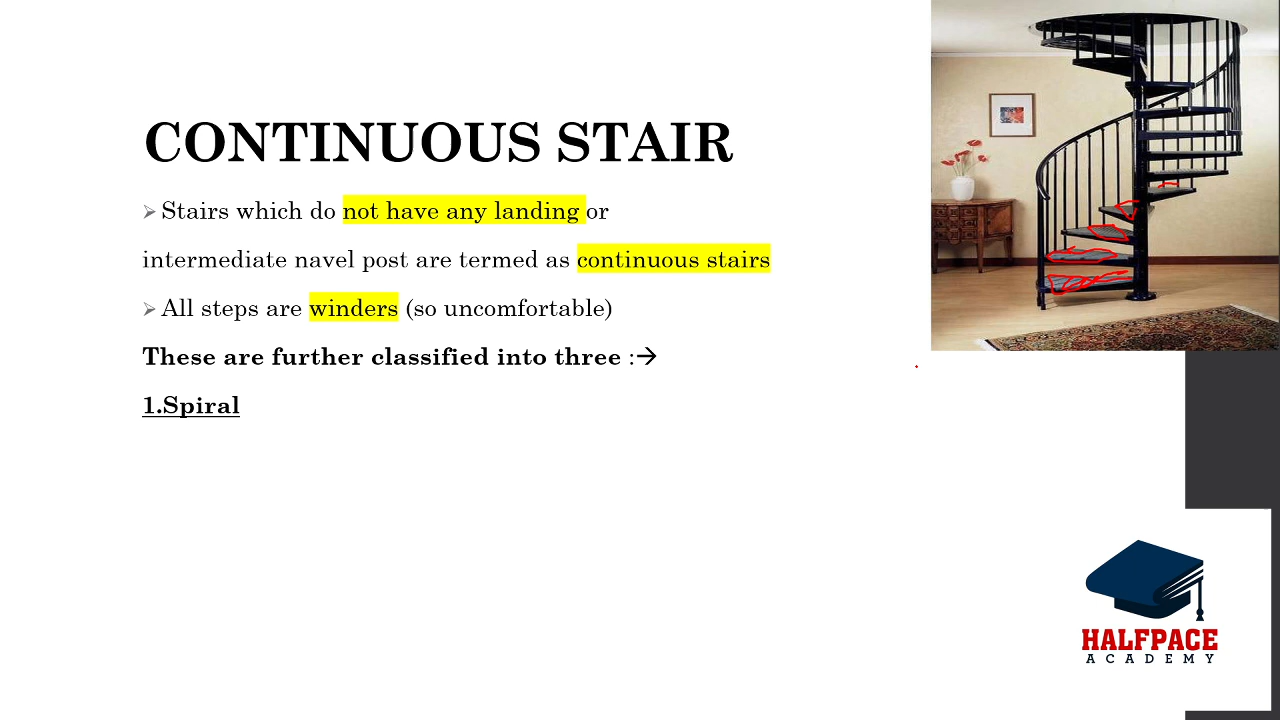 CONTINUOUS STAIR
➢ Stairs which do not have any landing or
intermediate navel post are termed as continuous stairs
➢ All steps are winders (so uncomfortable)
These are further classified into three :→
1.Spiral
HALFPACE
ACADEMY